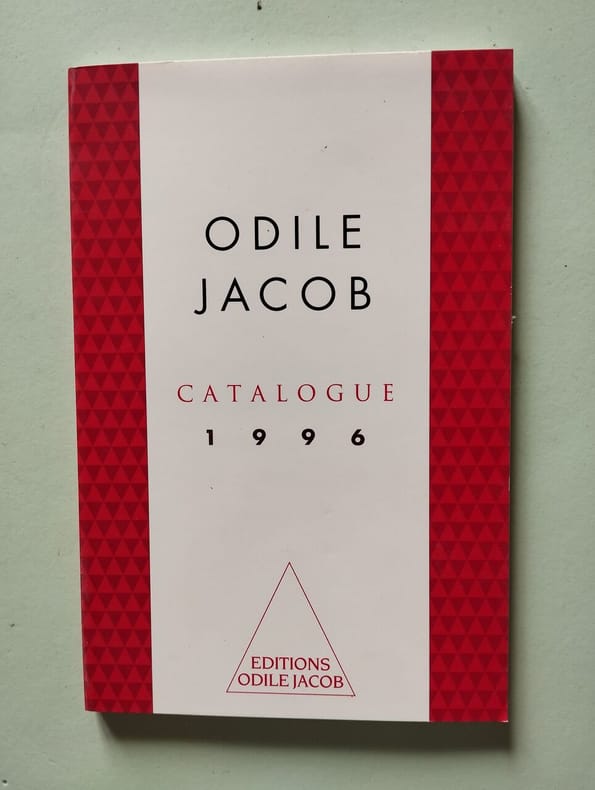 ODILE
JACOB
CATALOGUE
1996
EDITIONS
ODILE JACOB